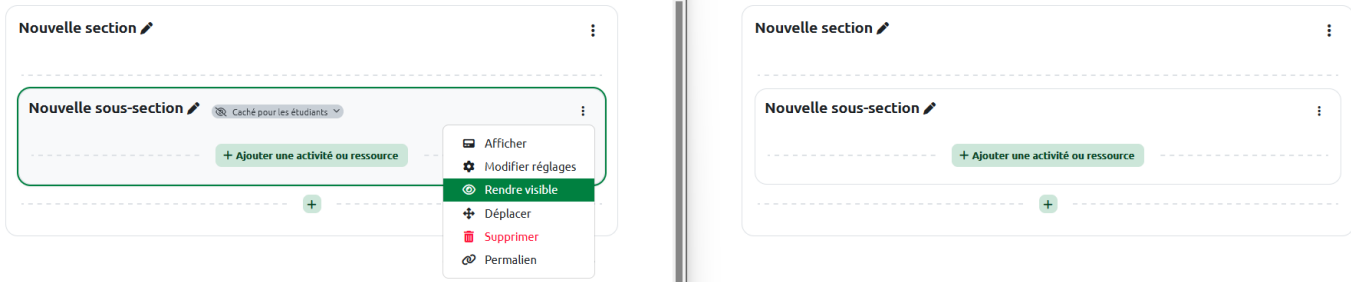 Nouvelle section
Nouvelle sous-section
Caché pour les étudiants
+ Ajouter une activité ou ressource
Afficher
Modifier réglages
Rendre visible
Déplacer
Supprimer
Permalien
+
Nouvelle section
Nouvelle sous-section
+ Ajouter une activité ou ressource
+